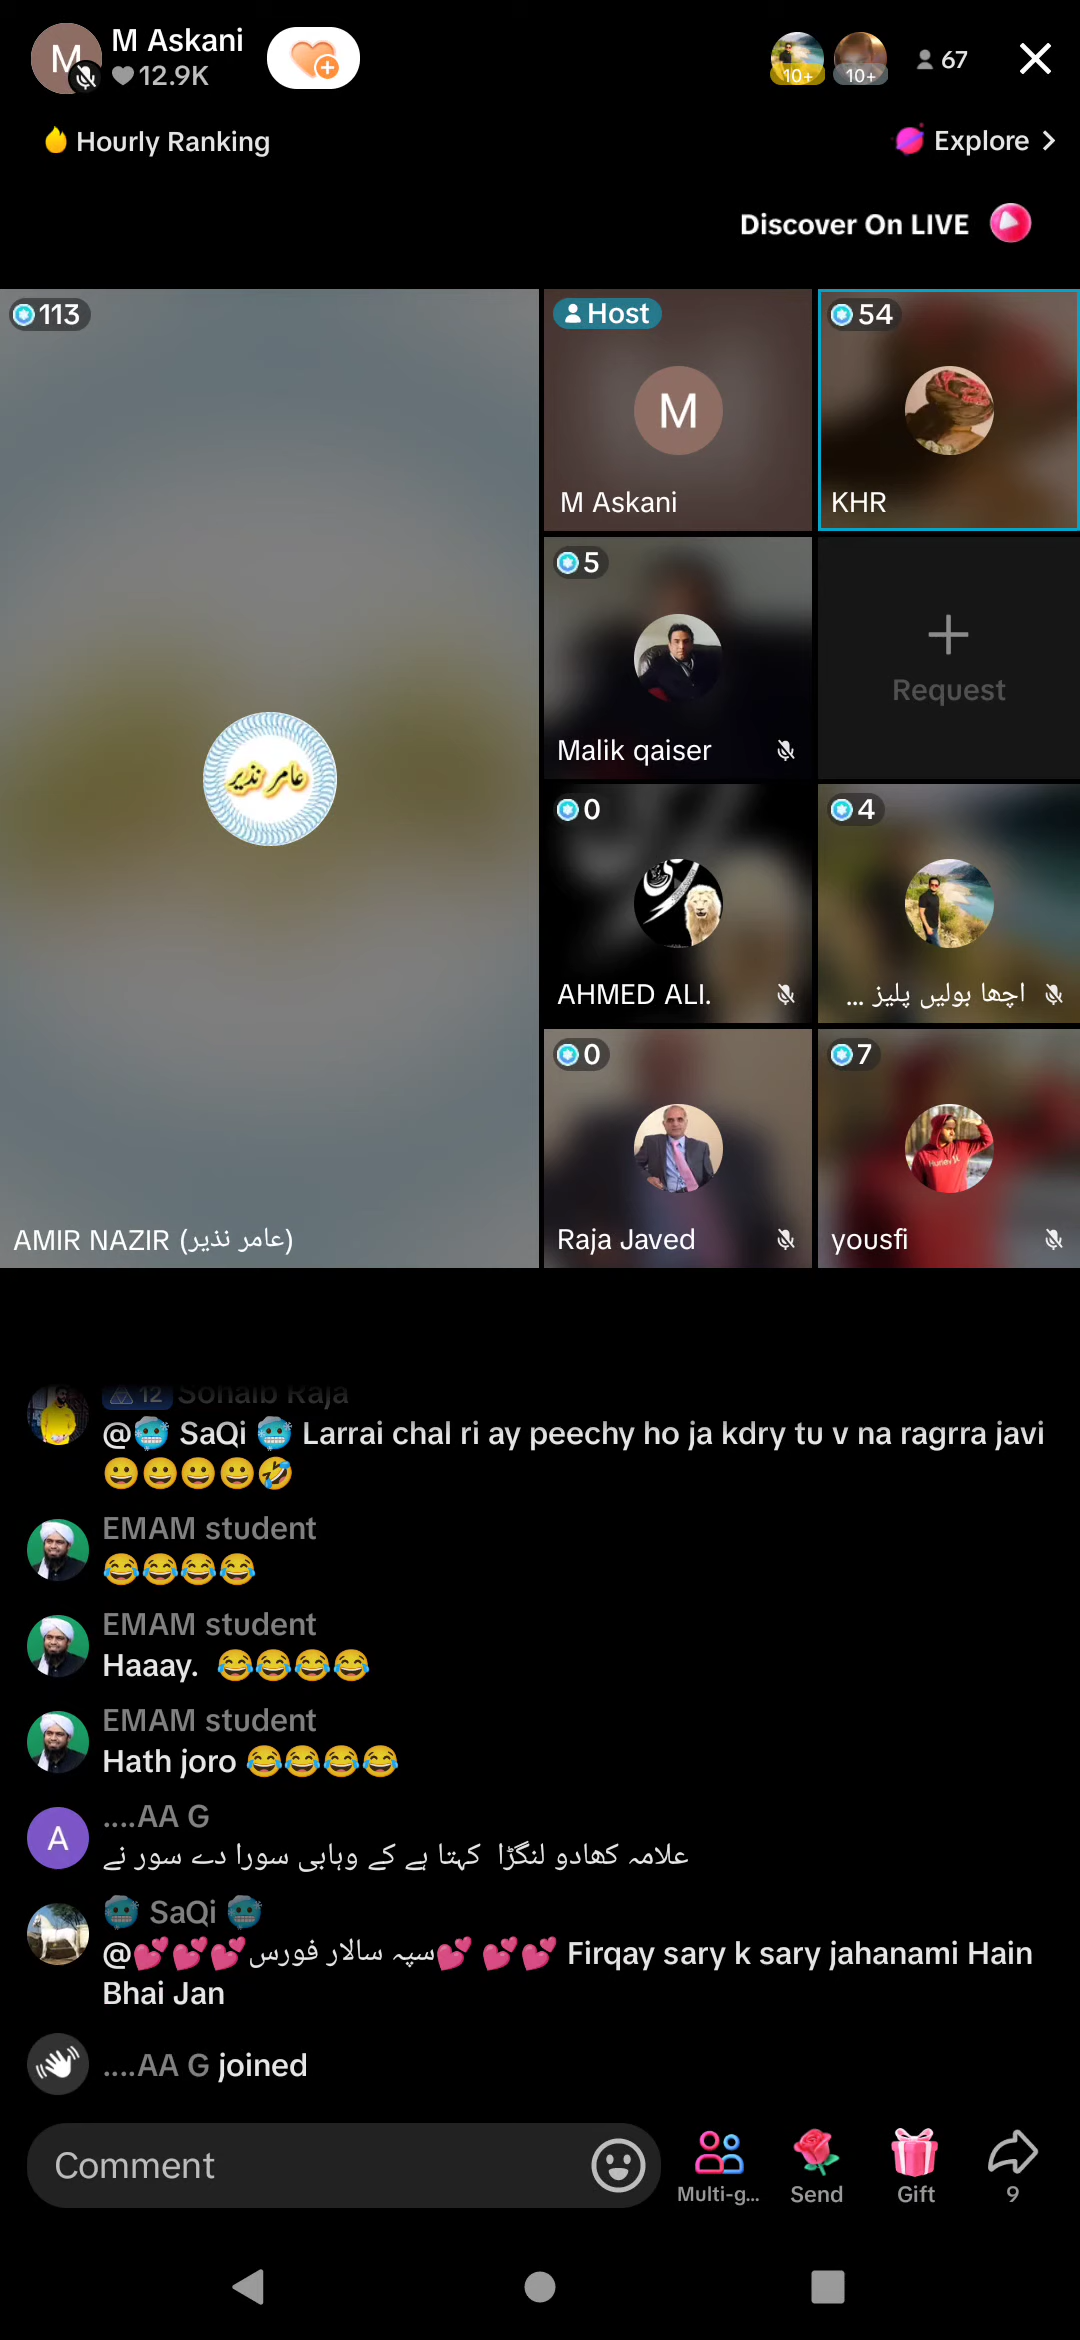 M Askani
12.9K
10+
10+
67
Hourly Ranking
Explore
Discover On LIVE
113
Host
54
M
M Askani
KHR
5
Malik qaiser
Request
عامر نذیر
0
4
AHMED ALI.
اچھا بولیں پلیز ...
0
7
AMIR NAZIR (عامر نذیر)
Raja Javed
yousfi
12 Sohaib Raja
@🥶 SaQi 🥶 Larrai chal ri ay peechy ho ja kdry tu v na ragrra javi
😀😀😀😀🤣
EMAM student
😂😂😂😂
EMAM student
Haaay. 😂😂😂😂
EMAM student
Hath joro 😂😂😂😂
A
....AA G
علامہ کھادو لنگڑا کہتا ہے کے وہابی سورا دے سور نے
🥶 SaQi 🥶
@💕💕💕سپہ سالار فورس💕 💕💕 Firqay sary k sary jahanami Hain
Bhai Jan
....AA G joined
Comment
Multi-g...
Send
Gift
9